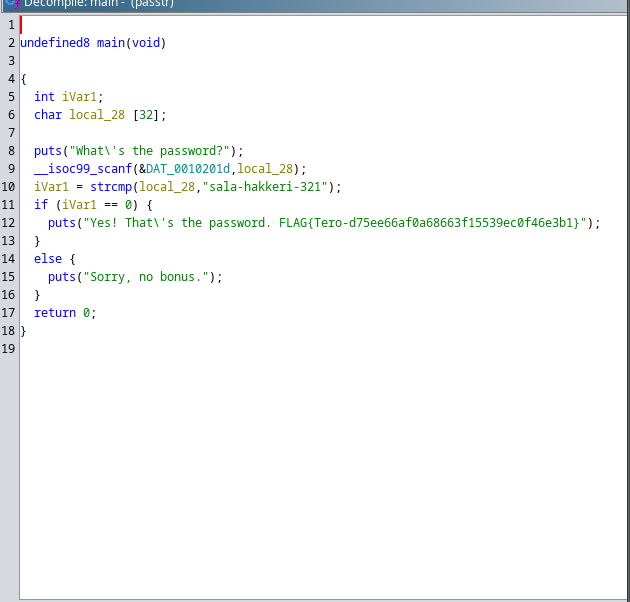 Decompile: main - (passtr)
1
2 undefined8 main(void)
3
4 {
5 int iVar1;
6 char local_28 [32];
7
8 puts("What\'s the password?");
9 __isoc99_scanf(&DAT_0010201d,local_28);
10 iVar1 = strcmp(local_28,"sala-hakkeri-321");
11 if (iVar1 == 0) {
12 puts("Yes! That\'s the password. FLAG{Tero-d75ee66af0a68663f15539ec0f46e3b1}");
13 }
14 else {
15 puts("Sorry, no bonus.");
16 }
17 return 0;
18 }
19